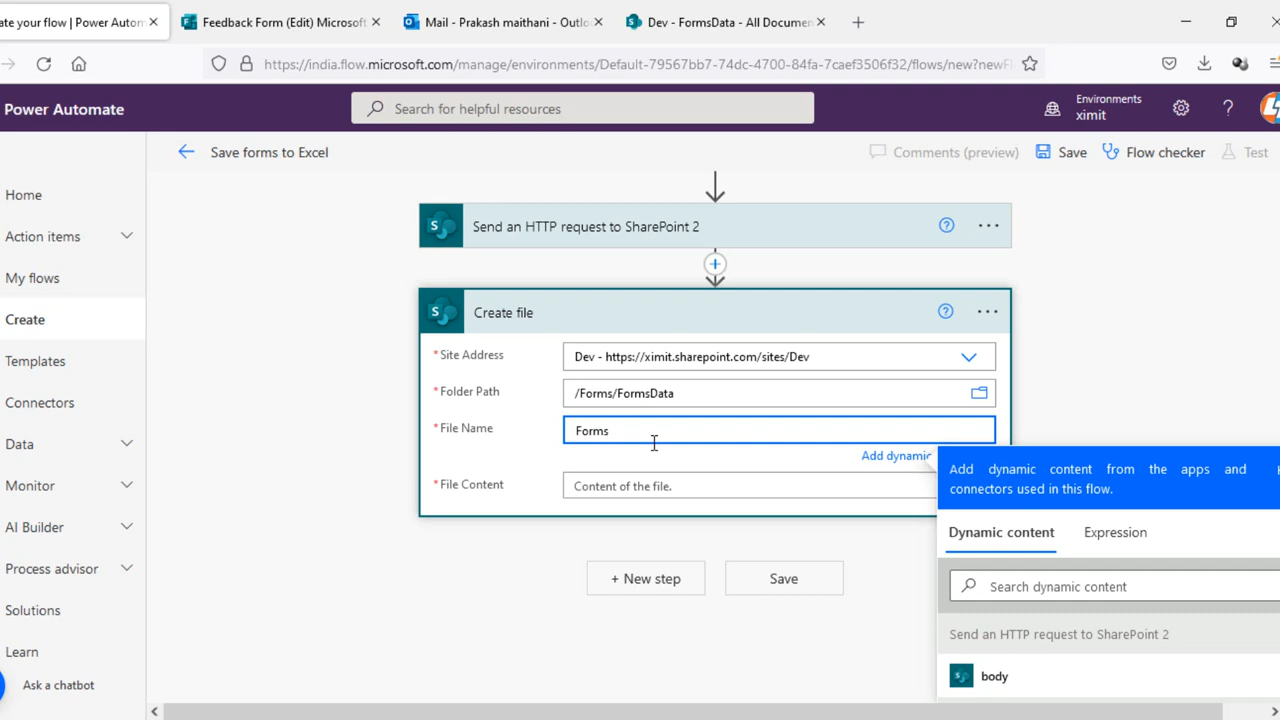 ate your flow | Power Automate
Feedback Form (Edit) Microsoft
Mail - Prakash maithani - Outlo
Dev - FormsData - All Documen
https://india.flow.microsoft.com/manage/environments/Default-79567bb7-74dc-4700-84fa-7caef3506f32/flows/new?newFl
Power Automate
Search for helpful resources
Environments
ximit
Save forms to Excel
Comments (preview)
Save
Flow checker
Test
Home
Action items
My flows
Create
Templates
Connectors
Data
Monitor
AI Builder
Process advisor
Solutions
Learn
Ask a chatbot
Send an HTTP request to SharePoint 2
Create file
* Site Address
Dev - https://ximit.sharepoint.com/sites/Dev
* Folder Path
/Forms/FormsData
* File Name
Forms
Add dynamic
* File Content
Content of the file.
+ New step
Save
Add dynamic content from the apps and
connectors used in this flow.
Dynamic content
Expression
Search dynamic content
Send an HTTP request to SharePoint 2
body